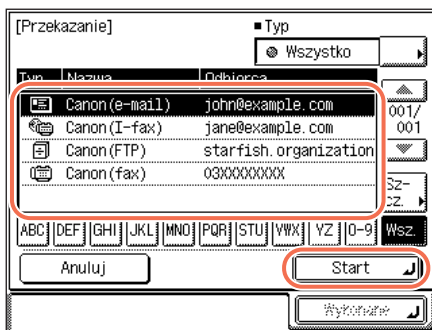 [Przekazanie]
■ Typ
Wszystko
Typ Nazwa Odbiorca
Canon(e-mail) john@example.com
Canon(I-fax) jane@example.com
Canon(FTP) starfish.organization
Canon(fax) 03XXXXXXXX
001/
001
Sz-
cz.
ABC DEF GHI JKL MNO PQR STU VWX YZ 0-9 Wsz.
Anuluj Start
Wykonane